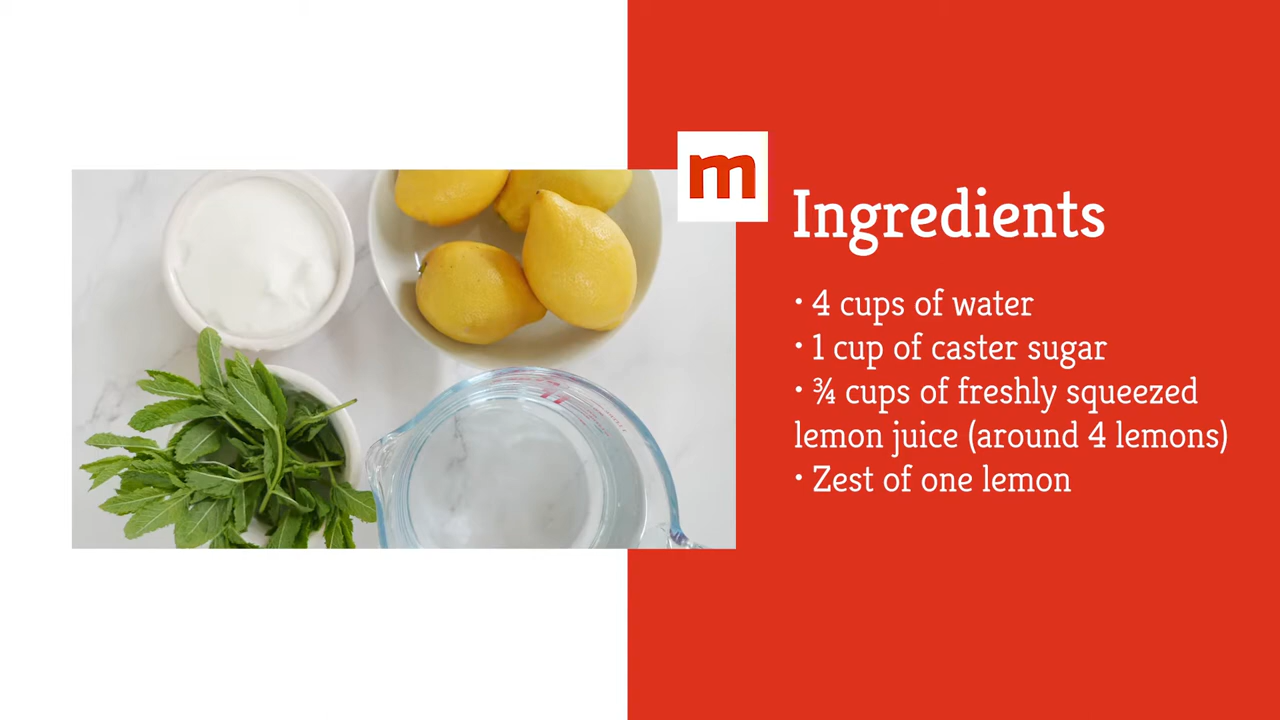 m
Ingredients
• 4 cups of water
• 1 cup of caster sugar
• ¾ cups of freshly squeezed
lemon juice (around 4 lemons)
• Zest of one lemon